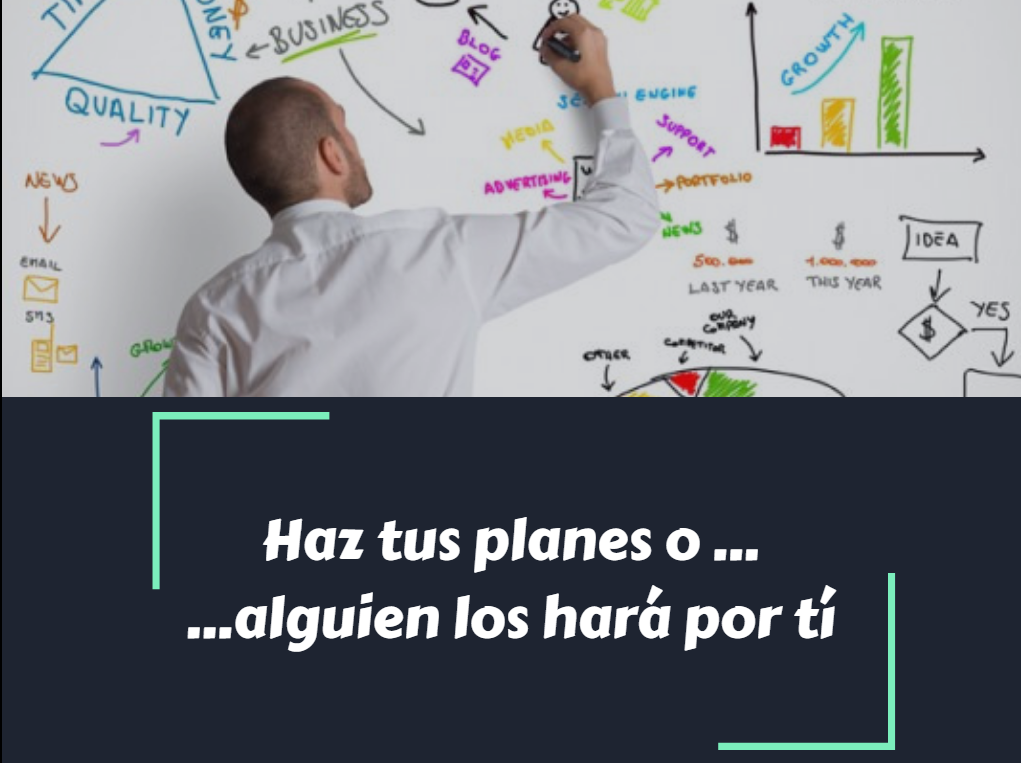 BUSINESS
BLOG
GROWTH
QUALITY
ENGINE
MEDIA
SUPPORT
NEWS
ADVERTISING
PORTFOLIO
NEWS
IDEA
$
$
500.000
1.000.000
LAST YEAR
THIS YEAR
EMAIL
SMS
YES
$
OUR
COMPANY
COMPETITOR
OTHER
Haz tus planes o ...
...alguien los hará por tí